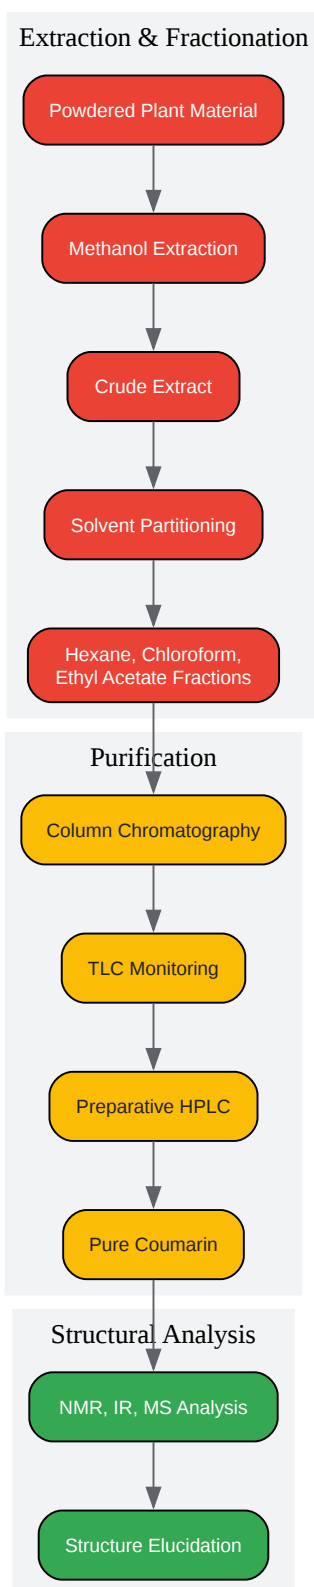 Extraction & Fractionation
Powdered Plant Material
Methanol Extraction
Crude Extract
Solvent Partitioning
Hexane, Chloroform,
Ethyl Acetate Fractions
Purification
Column Chromatography
TLC Monitoring
Preparative HPLC
Pure Coumarin
Structural Analysis
NMR, IR, MS Analysis
Structure Elucidation